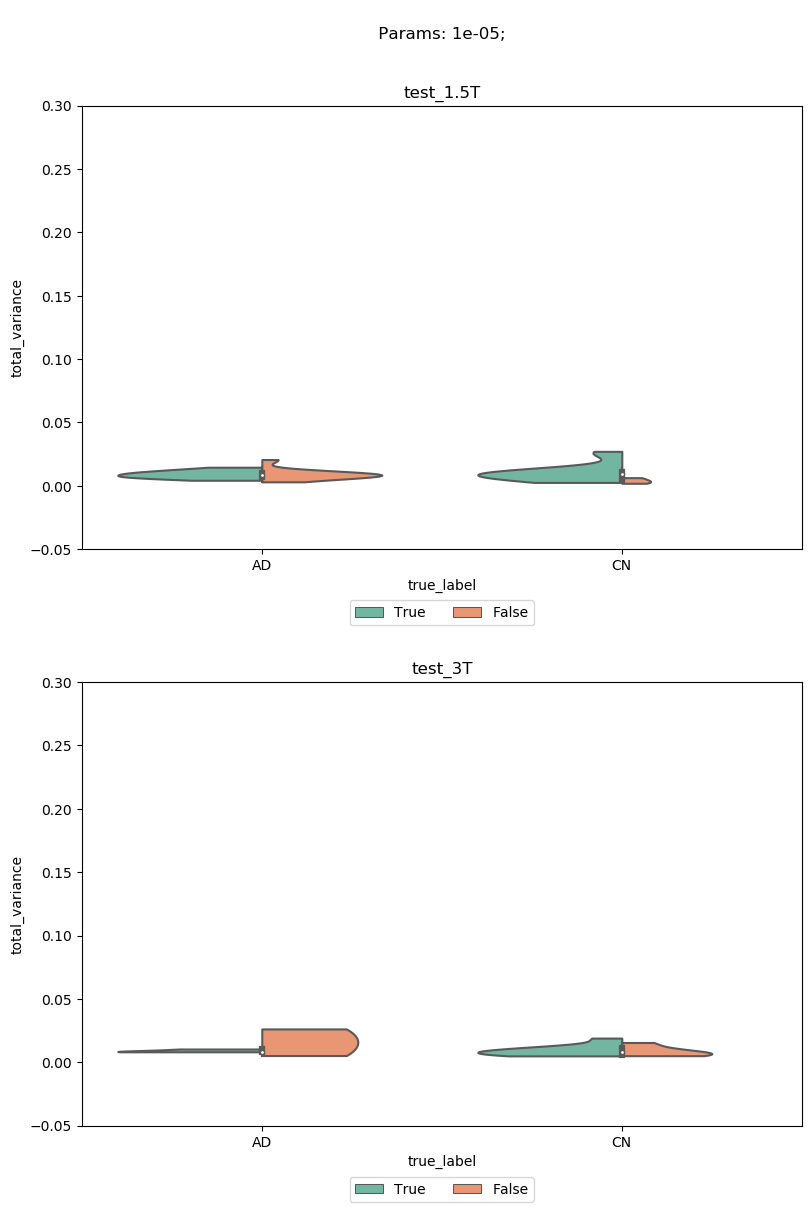 Params: 1e-05;
test_1.5T
0.30
0.25
0.20
0.15
0.10
0.05
0.00
−0.05
total_variance
AD CN
true_label
True False
test_3T
0.30
0.25
0.20
0.15
0.10
0.05
0.00
−0.05
total_variance
AD CN
true_label
True False